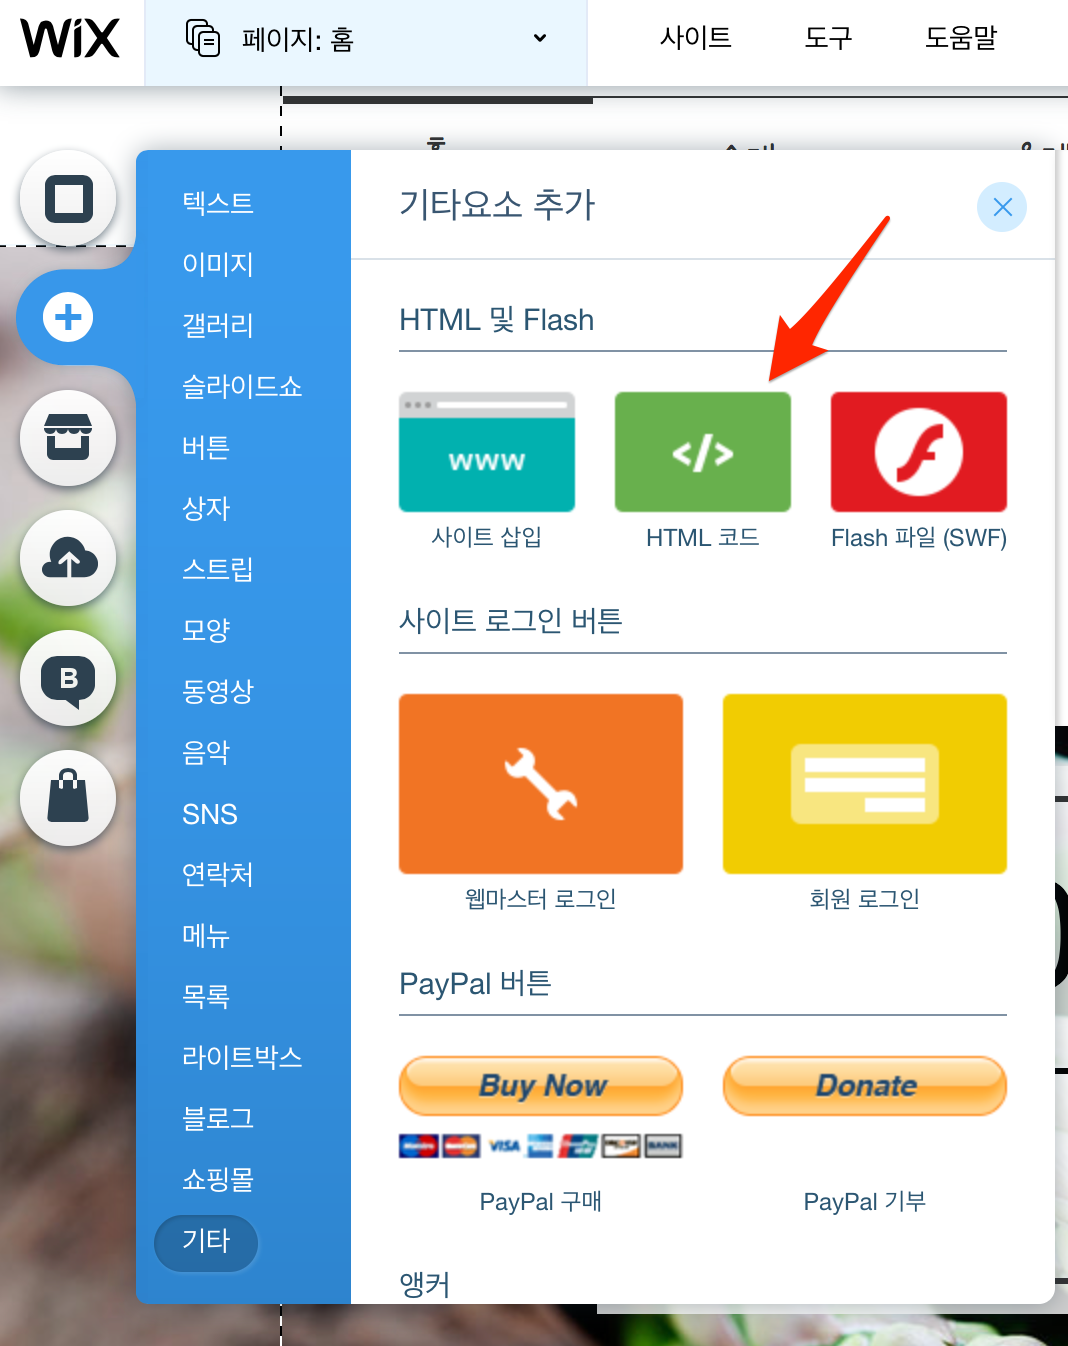 WiX
페이지: 홈
사이트
도구
도움말
텍스트
이미지
갤러리
슬라이드쇼
버튼
상자
스트립
모양
동영상
음악
SNS
연락처
메뉴
목록
라이트박스
블로그
쇼핑몰
기타
기타요소 추가
HTML 및 Flash
www
</>
사이트 삽입
HTML 코드
Flash 파일 (SWF)
사이트 로그인 버튼
웹마스터 로그인
회원 로그인
PayPal 버튼
Buy Now
Donate
VISA
BANK
PayPal 구매
PayPal 기부
앵커
B